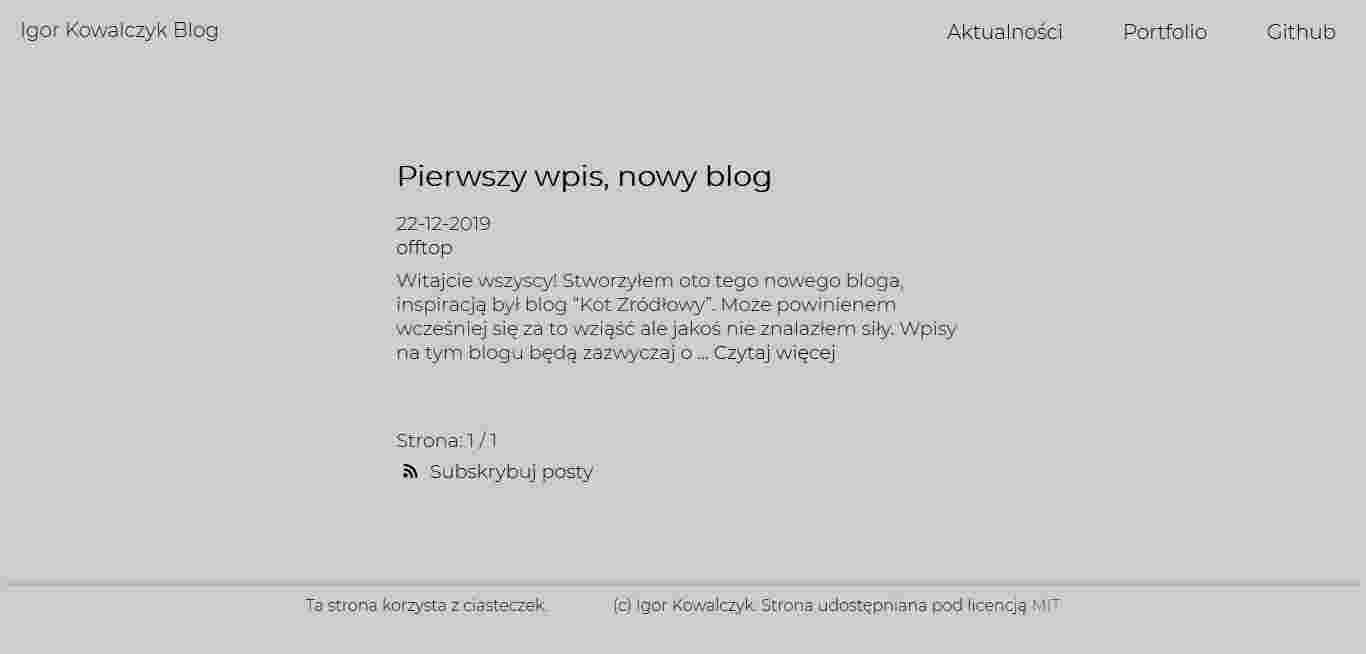 Igor Kowalczyk Blog
Aktualności
Portfolio
Github
Pierwszy wpis, nowy blog
22-12-2019
offtop
Witajcie wszyscy! Stworzyłem oto tego nowego bloga,
inspiracją był blog "Kot Zródłowy". Może powinienem
wcześniej się za to wziąść ale jakoś nie znalazłem siły. Wpisy
na tym blogu będą zazwyczaj o ... Czytaj więcej
Strona: 1 / 1
Subskrybuj posty
Ta strona korzysta z ciasteczek.
(c) Igor Kowalczyk. Strona udostępniana pod licencją MIT